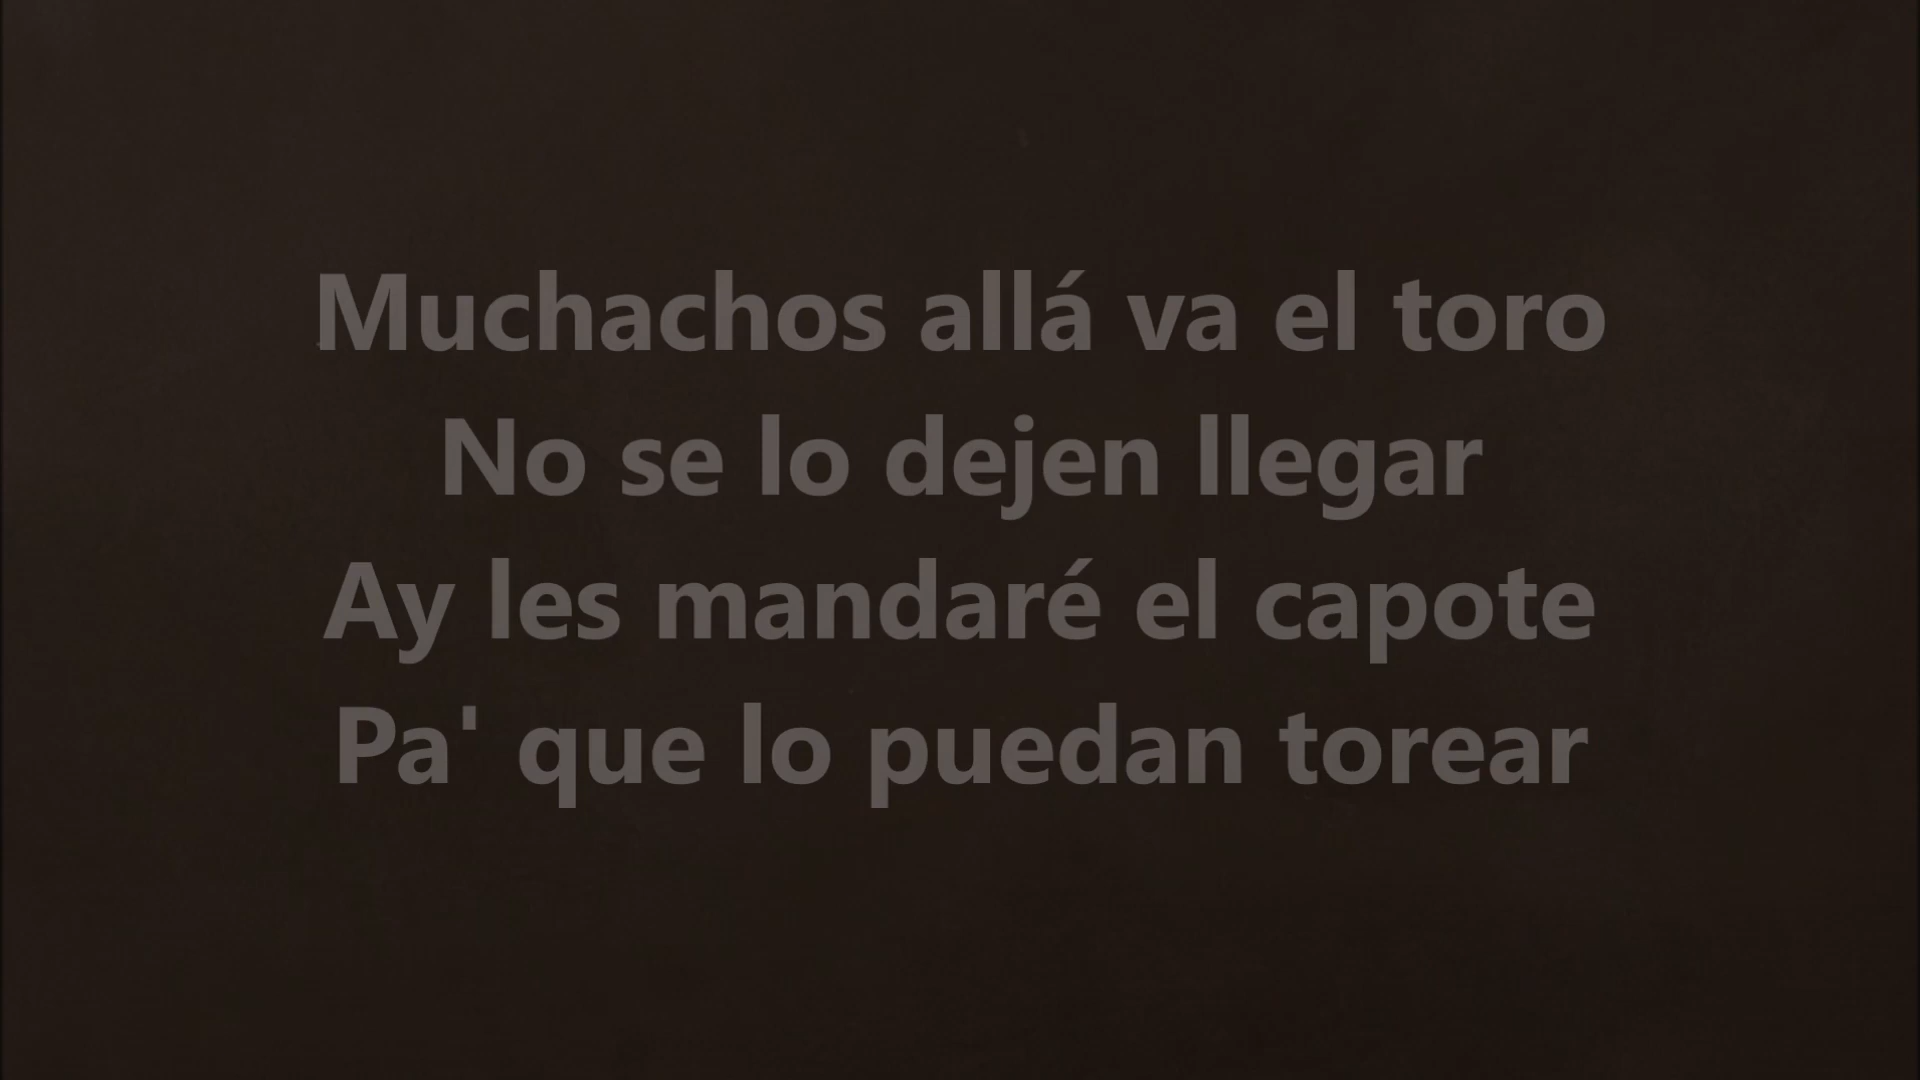 Muchachos allá va el toro
No se lo dejen llegar
Ay les mandaré el capote
Pa' que lo puedan torear